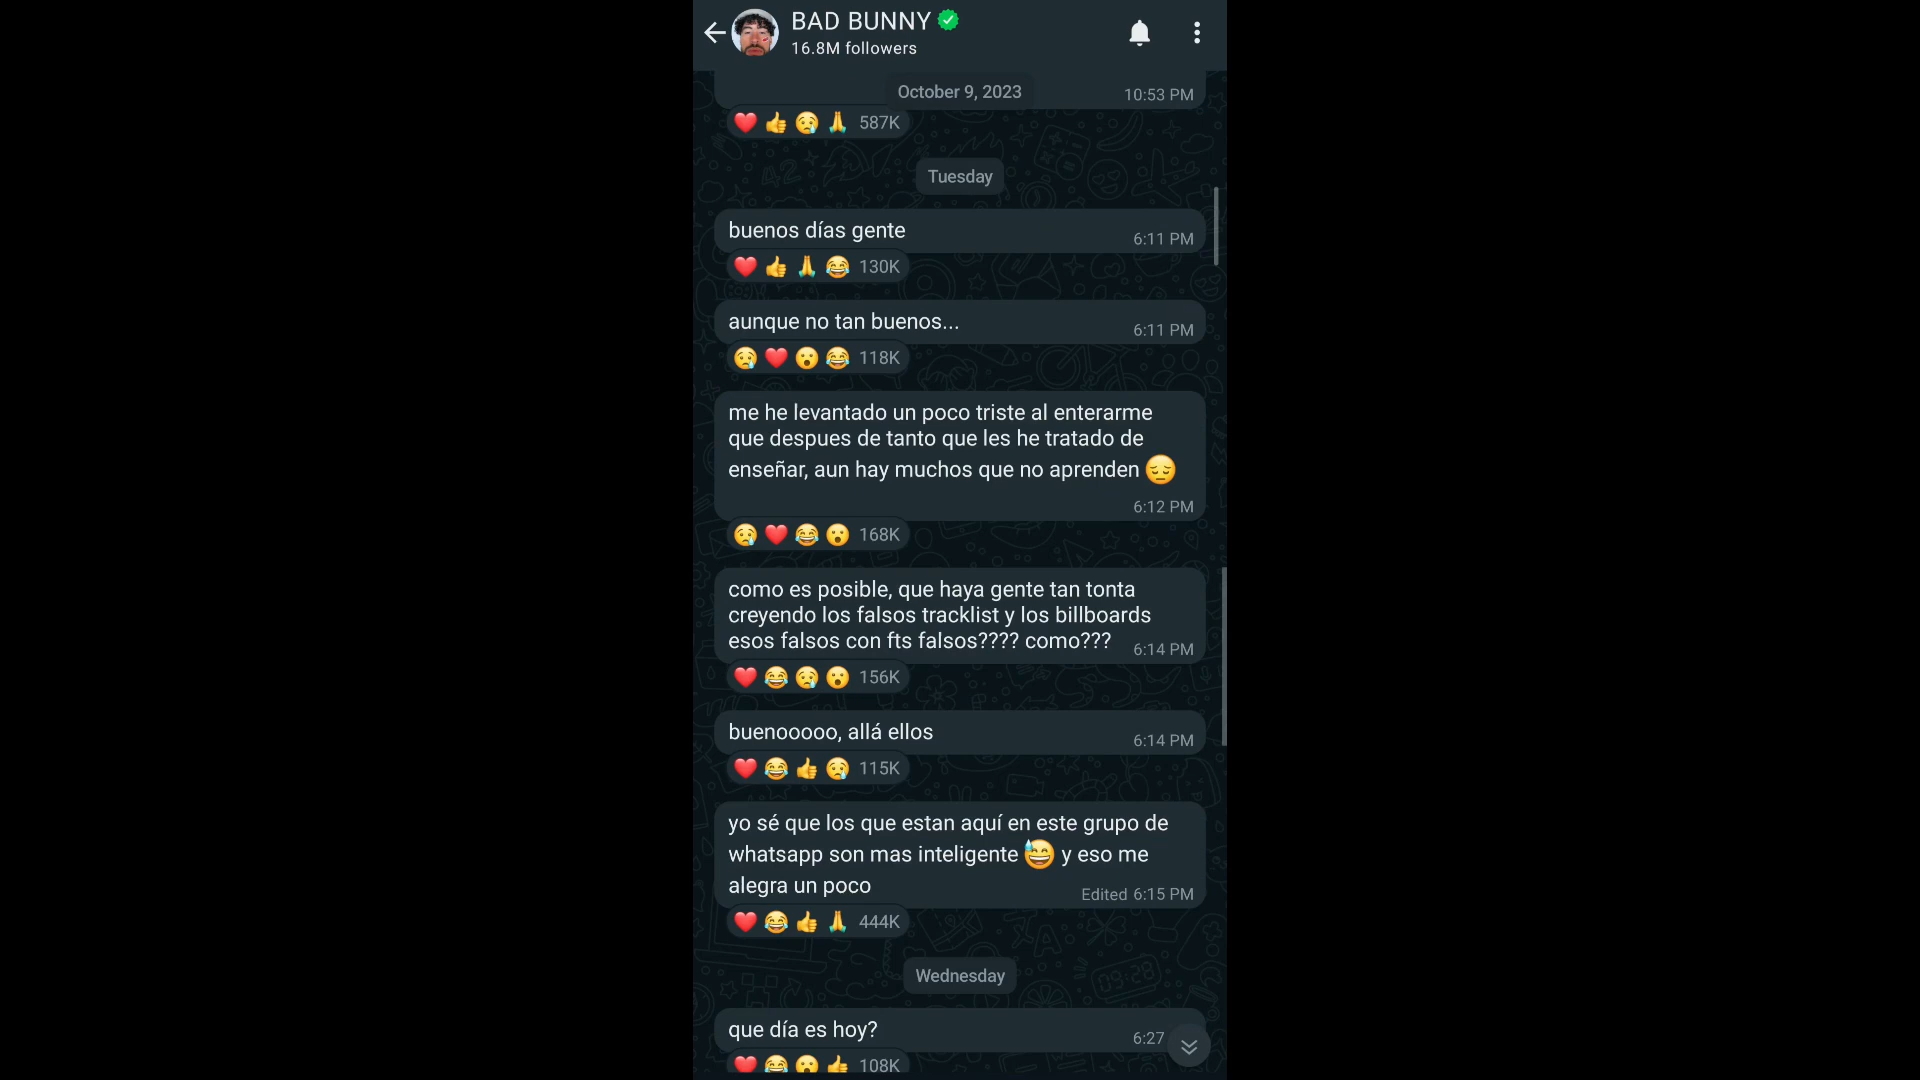 BAD BUNNY
16.8M followers
October 9, 2023
10:53 PM
587K
Tuesday
buenos días gente
6:11 PM
130K
aunque no tan buenos...
6:11 PM
118K
me he levantado un poco triste al enterarme
que despues de tanto que les he tratado de
enseñar, aun hay muchos que no aprenden 😔
6:12 PM
168K
como es posible, que haya gente tan tonta
creyendo los falsos tracklist y los billboards
esos falsos con fts falsos???? como???
6:14 PM
156K
buenooooo, allá ellos
6:14 PM
115K
yo sé que los que estan aquí en este grupo de
whatsapp son mas inteligente 😅 y eso me
alegra un poco
Edited 6:15 PM
444K
Wednesday
que día es hoy?
6:27
108K